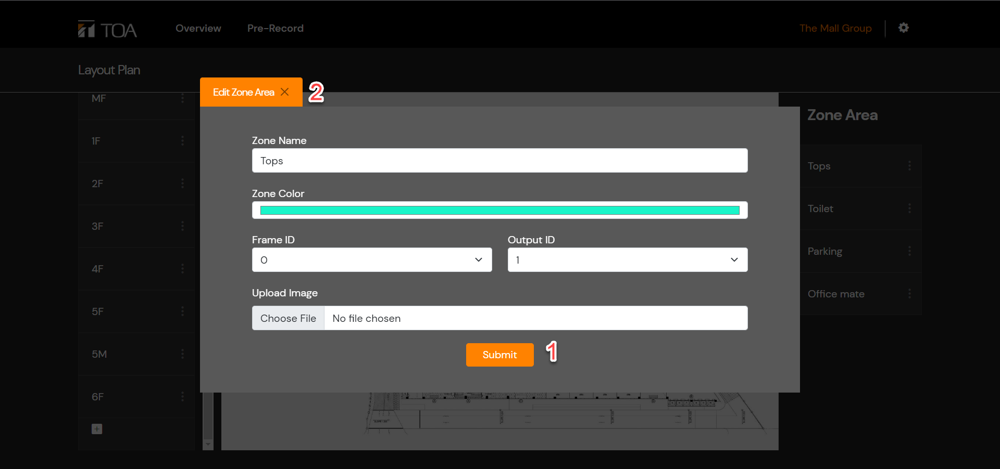 TOA
Overview
Pre-Record
The Mall Group
Layout Plan
Edit Zone Area
2
MF
1F
2F
3F
4F
5F
5M
6F
Zone Name
Tops
Zone Color
Frame ID
Output ID
0
1
Upload Image
Choose File
No file chosen
Submit
1
Zone Area
Tops
Toilet
Parking
Office mate